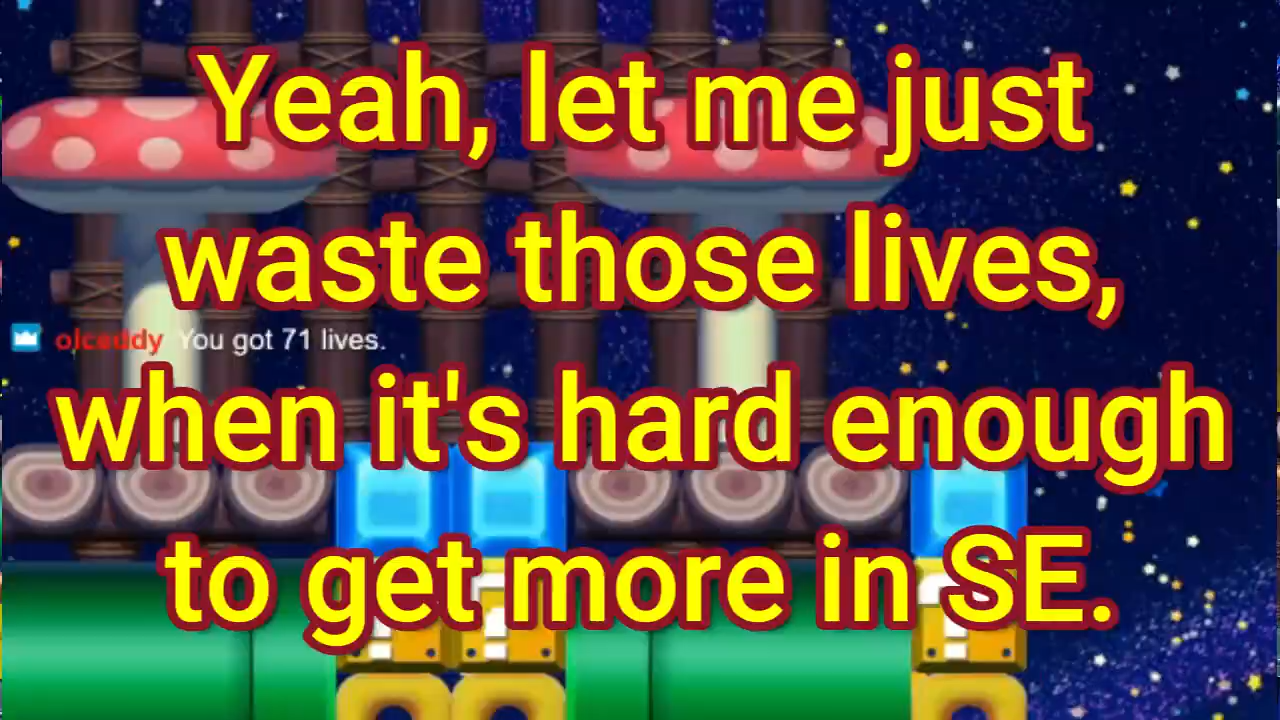 Yeah, let me just
waste those lives,
olceddy You got 71 lives.
when it's hard enough
to get more in SE.